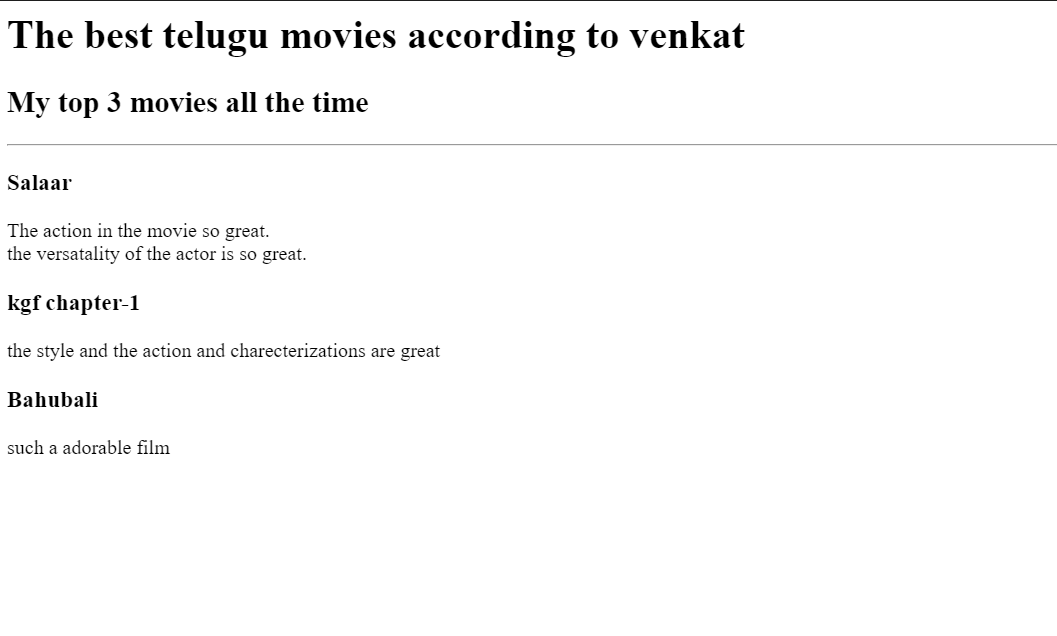 The best telugu movies according to venkat
My top 3 movies all the time
Salaar
The action in the movie so great.
the versatality of the actor is so great.
kgf chapter-1
the style and the action and charecterizations are great
Bahubali
such a adorable film